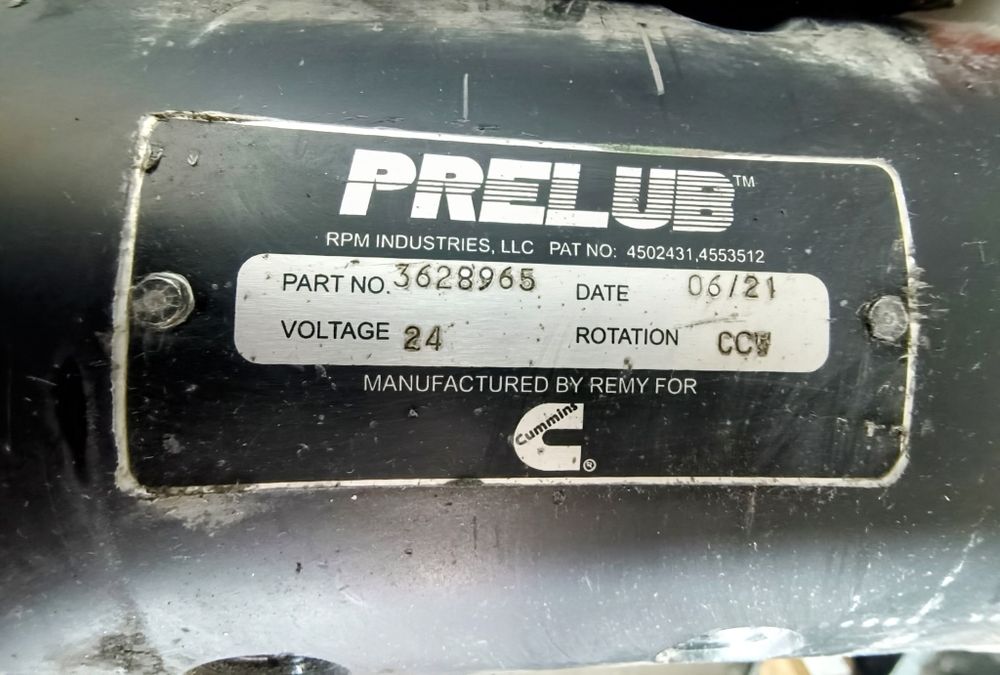 PRELUB™
RPM INDUSTRIES, LLC PAT NO: 4502431,4553512
PART NO. 3628965 DATE 06/21
VOLTAGE 24 ROTATION CCW
MANUFACTURED BY REMY FOR
Cummins ®